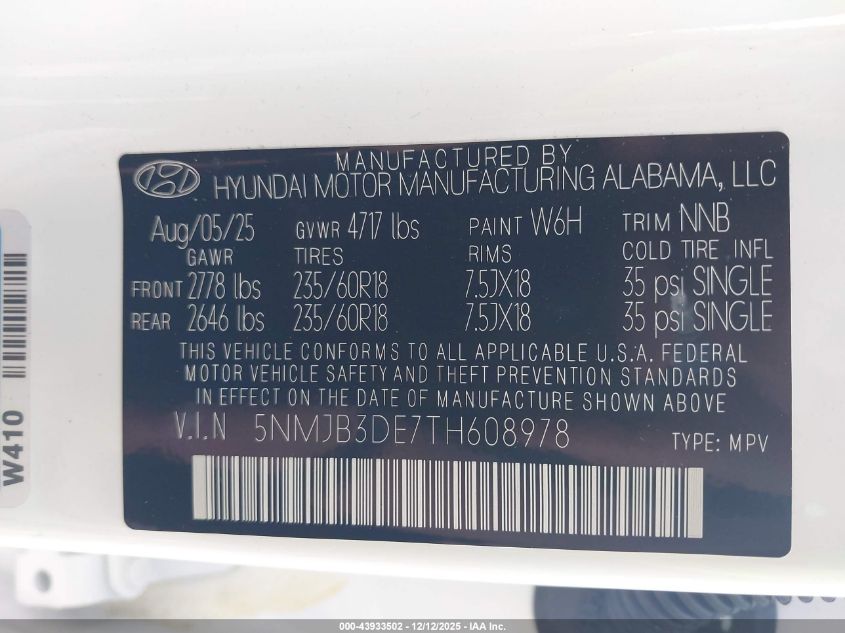 MANUFACTURED BY
HYUNDAI MOTOR MANUFACTURING ALABAMA, LLC
Aug/05/25 GVWR 4717 lbs PAINT W6H TRIM NNB
GAWR TIRES RIMS COLD TIRE INFL
FRONT 2778 lbs 235/60R18 7.5JX18 35 psi SINGLE
REAR 2646 lbs 235/60R18 7.5JX18 35 psi SINGLE
THIS VEHICLE CONFORMS TO ALL APPLICABLE U.S.A. FEDERAL
MOTOR VEHICLE SAFETY AND THEFT PREVENTION STANDARDS
IN EFFECT ON THE DATE OF MANUFACTURE SHOWN ABOVE
V.I.N 5NMJB3DE7TH608978 TYPE: MPV
W410
000-43933502 - 12/12/2025 - IAA Inc.